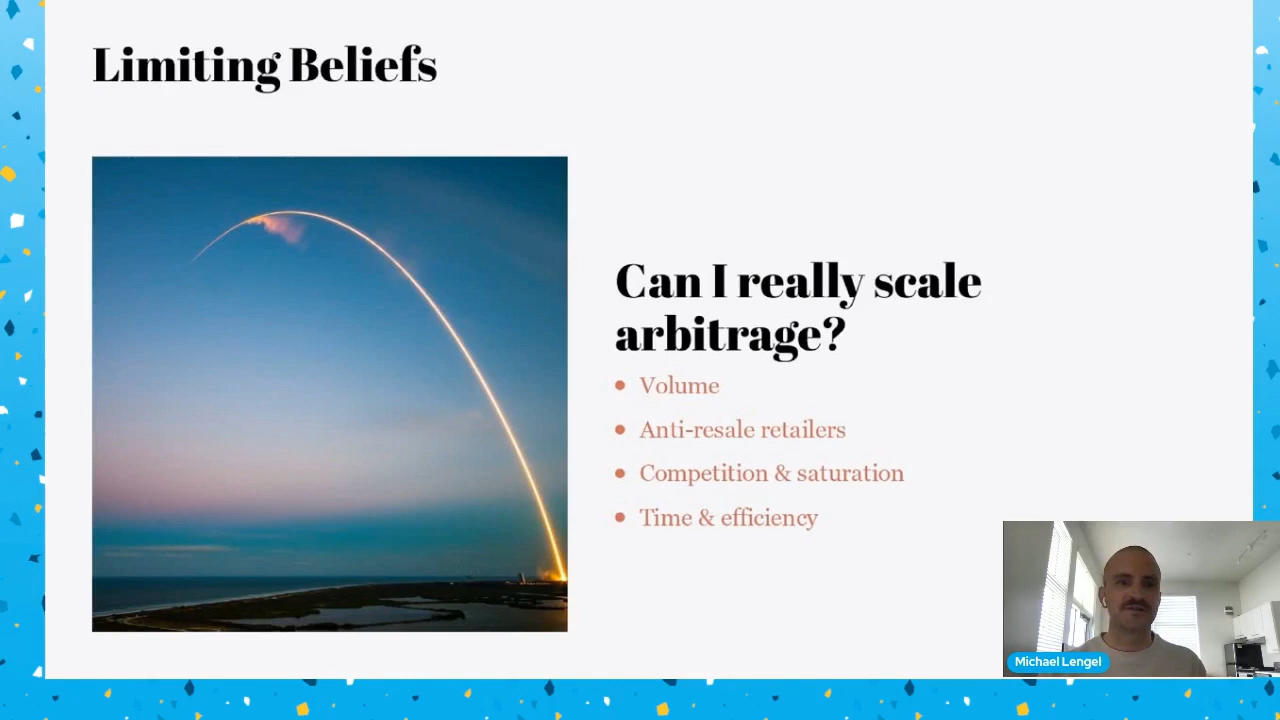 Limiting Beliefs
Can I really scale
arbitrage?
Volume
Anti-resale retailers
Competition & saturation
Time & efficiency
Michael Lengel